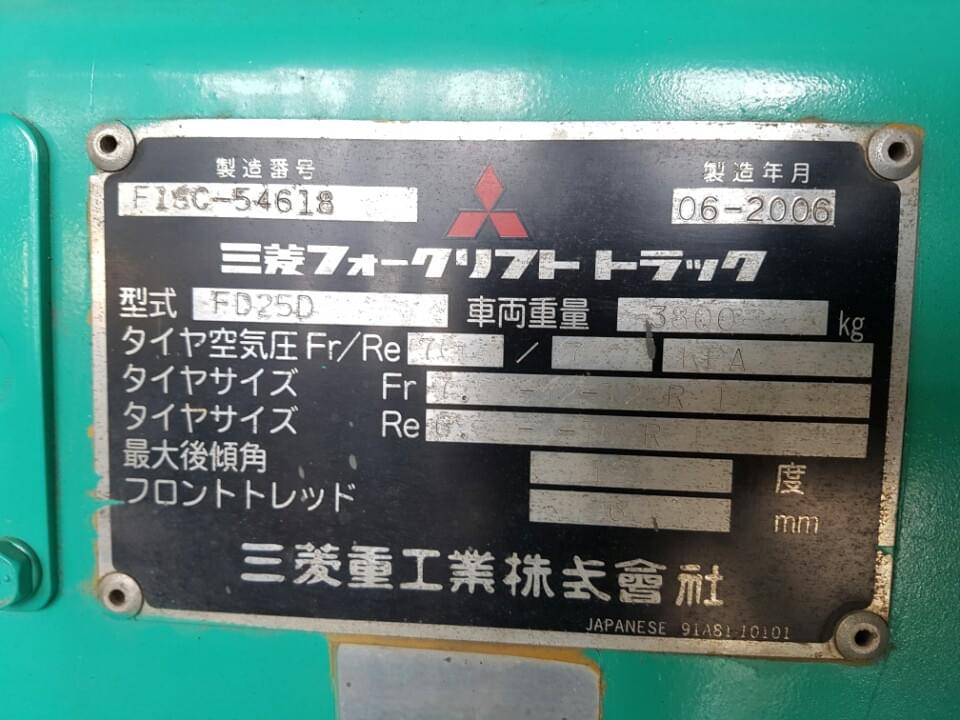 製造番号 製造年月
F18C-54618 06-2006
三菱フォークリフト トラック
型式 FD25D 車両重量 3800 kg
タイヤ空気圧 Fr/Re / KPA
タイヤサイズ Fr
タイヤサイズ Re
最大後傾角 度
フロントトレッド mm
三菱重工業株式會社
JAPANESE 91A81-10101